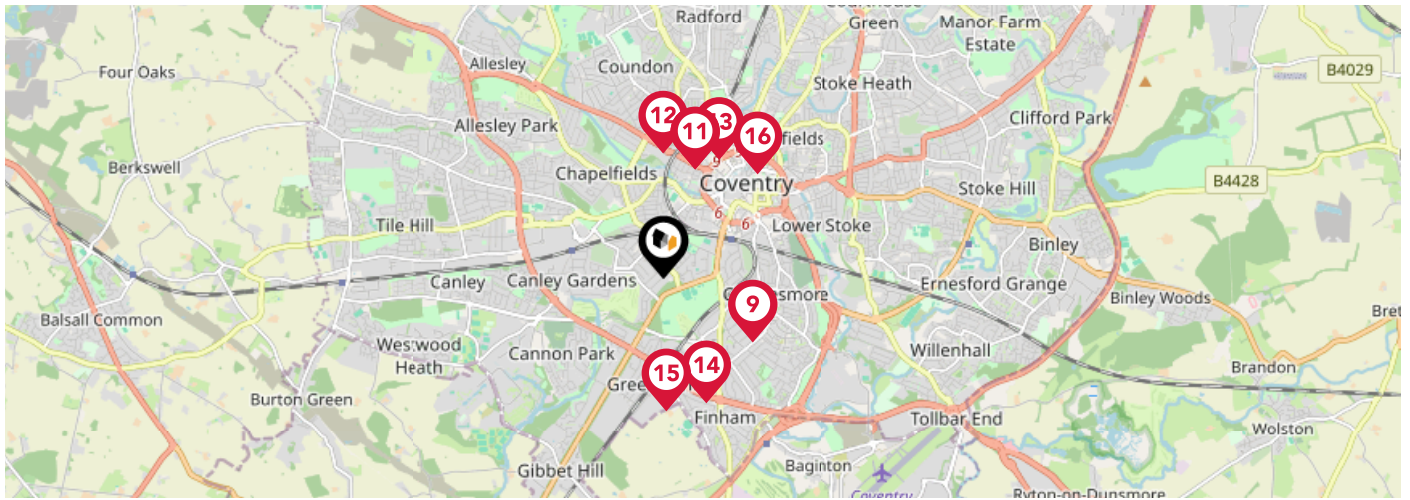 Radford
Green
Manor Farm
Estate
Four Oaks
Allesley
Coundon
Stoke Heath
B4029
12
11
16
Allesley Park
Clifford Park
Berkswell
Chapelfields
Coventry
Stoke Hill
B4428
6
6
Tile Hill
Lower Stoke
Binley
Canley
Canley Gardens
9
Ernesford Grange
Binley Woods
Balsall Common
Westwood
Heath
Cannon Park
Willenhall
Brandon
15
14
Burton Green
Finham
Tollbar End
Wolston
Gibbet Hill
Baginton
Coventry
Ryton-on-Dunsmore